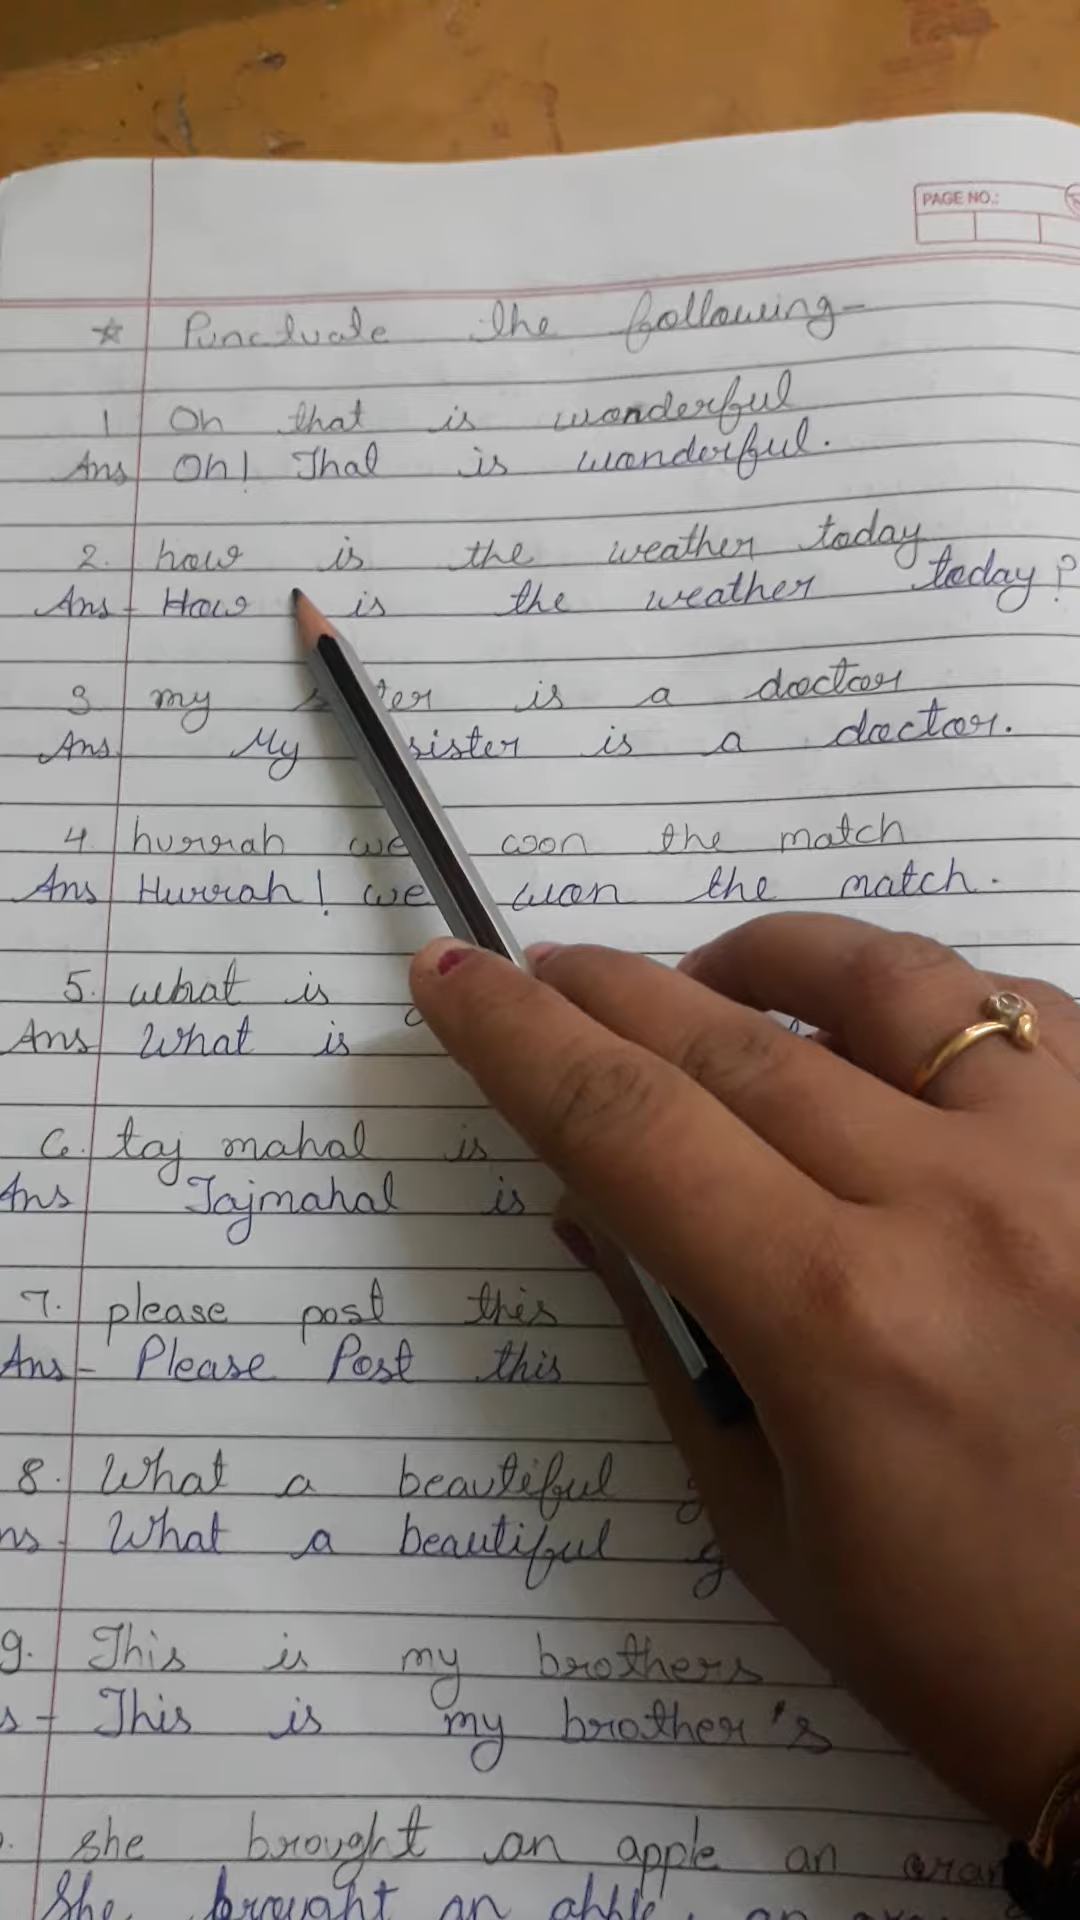 PAGE NO.:
☆ Punctuate the following-
1 Oh that is wonderful
Ans Oh! That is wonderful.
2. how is the weather today
Ans- How is the weather today?
3 my is a doctor
Ans. My sister is a doctor.
4 hurrah we won the match
Ans Hurrah! we won the match.
5. what is
Ans What is
6. taj mahal is
Ans Tajmahal is
7. please post this
Ans- Please Post this
8. What a beautiful
ns- What a beautiful
9. This is my brothers
s- This is my brother's
. she brought an apple an
She brought an apple, an